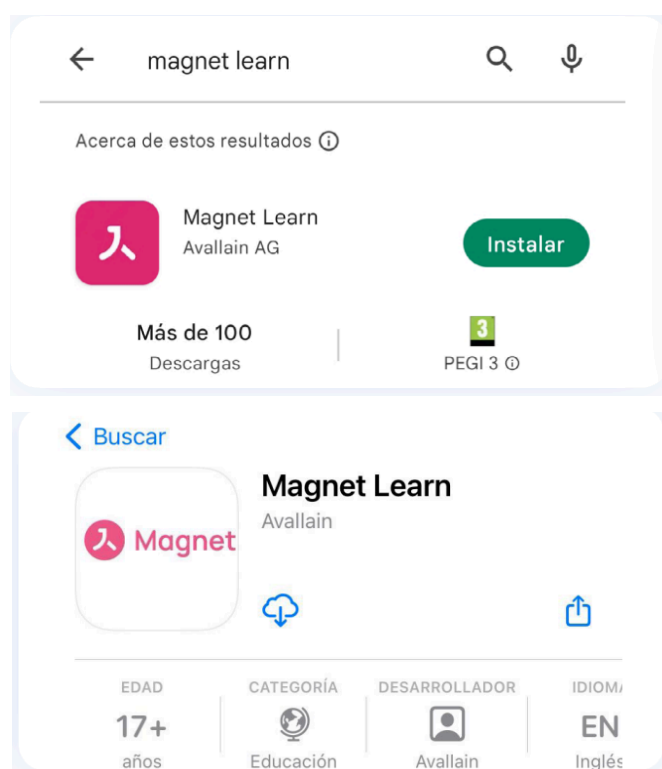 magnet learn
Acerca de estos resultados
Magnet Learn
Avallain AG
Instalar
Más de 100
Descargas
3
PEGI 3
Buscar
Magnet
Magnet Learn
Avallain
EDAD
CATEGORÍA
DESARROLLADOR
IDIOMA
17+
EN
años
Educación
Avallain
Inglés